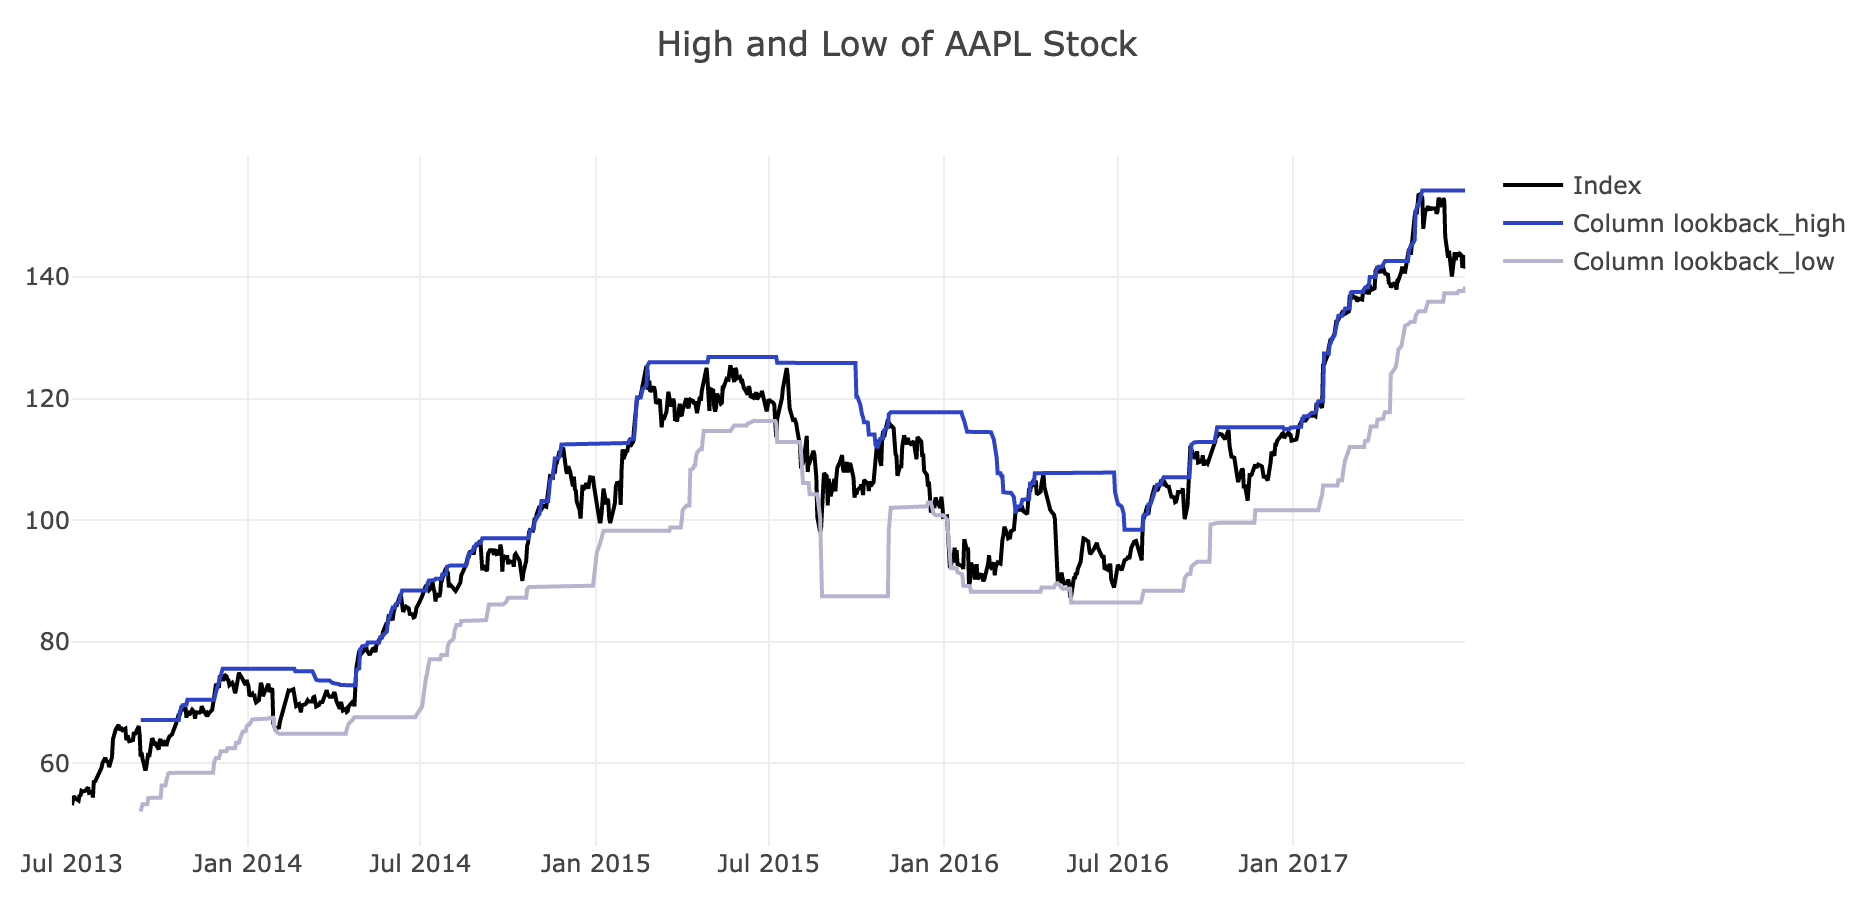 High and Low of AAPL Stock
Index
Column lookback_high
Column lookback_low
140
120
100
80
60
Jul 2013 Jan 2014 Jul 2014 Jan 2015 Jul 2015 Jan 2016 Jul 2016 Jan 2017